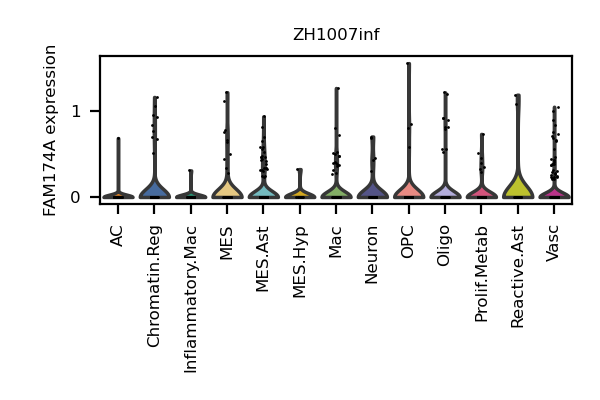 ZH1007inf
FAM174A expression
1
0
AC
Chromatin.Reg
Inflammatory.Mac
MES
MES.Ast
MES.Hyp
Mac
Neuron
OPC
Oligo
Prolif.Metab
Reactive.Ast
Vasc